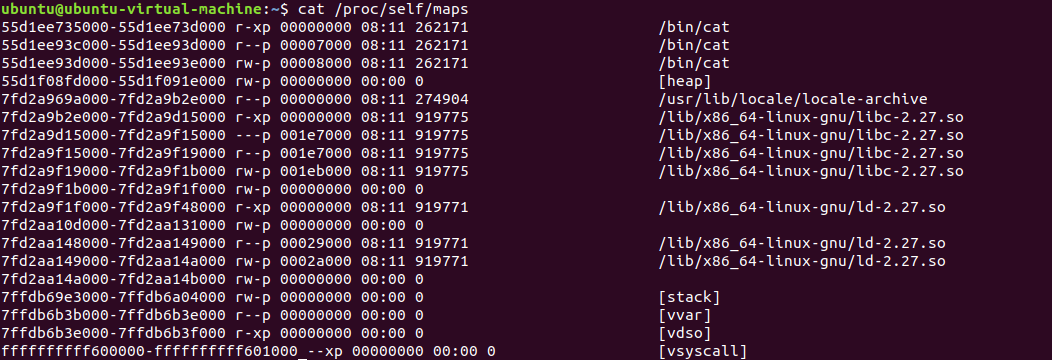 ubuntu@ubuntu-virtual-machine:~$ cat /proc/self/maps
55d1ee735000-55d1ee73d000 r-xp 00000000 08:11 262171 /bin/cat
55d1ee93c000-55d1ee93d000 r--p 00007000 08:11 262171 /bin/cat
55d1ee93d000-55d1ee93e000 rw-p 00008000 08:11 262171 /bin/cat
55d1f08fd000-55d1f091e000 rw-p 00000000 00:00 0 [heap]
7fd2a969a000-7fd2a9b2e000 r--p 00000000 08:11 274904 /usr/lib/locale/locale-archive
7fd2a9b2e000-7fd2a9d15000 r-xp 00000000 08:11 919775 /lib/x86_64-linux-gnu/libc-2.27.so
7fd2a9d15000-7fd2a9f15000 ---p 001e7000 08:11 919775 /lib/x86_64-linux-gnu/libc-2.27.so
7fd2a9f15000-7fd2a9f19000 r--p 001e7000 08:11 919775 /lib/x86_64-linux-gnu/libc-2.27.so
7fd2a9f19000-7fd2a9f1b000 rw-p 001eb000 08:11 919775 /lib/x86_64-linux-gnu/libc-2.27.so
7fd2a9f1b000-7fd2a9f1f000 rw-p 00000000 00:00 0
7fd2a9f1f000-7fd2a9f48000 r-xp 00000000 08:11 919771 /lib/x86_64-linux-gnu/ld-2.27.so
7fd2aa10d000-7fd2aa131000 rw-p 00000000 00:00 0
7fd2aa148000-7fd2aa149000 r--p 00029000 08:11 919771 /lib/x86_64-linux-gnu/ld-2.27.so
7fd2aa149000-7fd2aa14a000 rw-p 0002a000 08:11 919771 /lib/x86_64-linux-gnu/ld-2.27.so
7fd2aa14a000-7fd2aa14b000 rw-p 00000000 00:00 0
7ffdb69e3000-7ffdb6a04000 rw-p 00000000 00:00 0 [stack]
7ffdb6b3b000-7ffdb6b3e000 r--p 00000000 00:00 0 [vvar]
7ffdb6b3e000-7ffdb6b3f000 r-xp 00000000 00:00 0 [vdso]
ffffffffff600000-ffffffffff601000 --xp 00000000 00:00 0 [vsyscall]